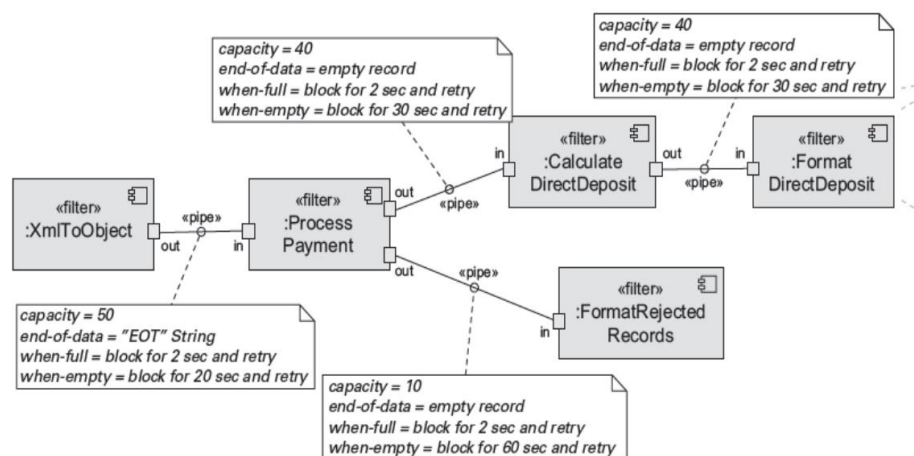 capacity = 40
end-of-data = empty record
when-full = block for 2 sec and retry
when-empty = block for 30 sec and retry
capacity = 40
end-of-data = empty record
when-full = block for 2 sec and retry
when-empty = block for 30 sec and retry
«filter»
:XmlToObject
out
«pipe»
in
«filter»
:Process
Payment
out
out
«pipe»
in
«filter»
:Calculate
DirectDeposit
out
«pipe»
in
«filter»
:Format
DirectDeposit
«pipe»
in
«filter»
:FormatRejected
Records
capacity = 50
end-of-data = "EOT" String
when-full = block for 2 sec and retry
when-empty = block for 20 sec and retry
capacity = 10
end-of-data = empty record
when-full = block for 2 sec and retry
when-empty = block for 60 sec and retry